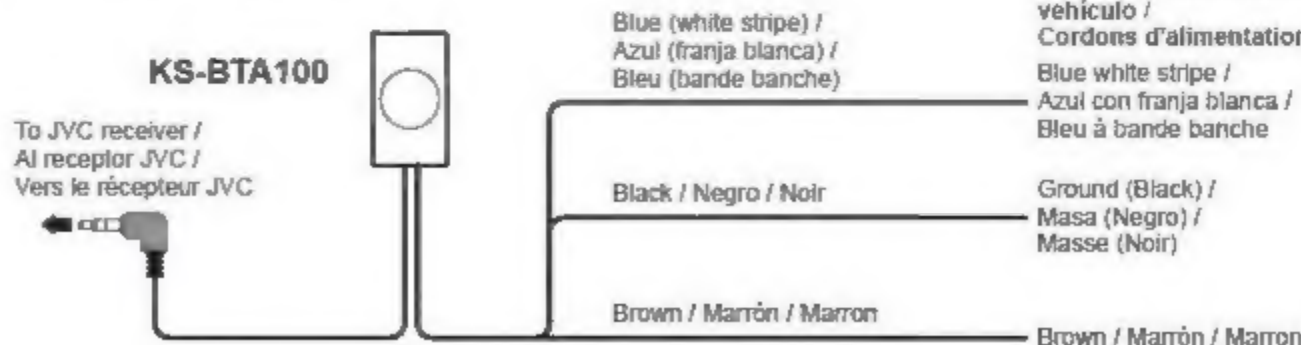 vehículo /
Cordons d'alimentation
Blue (white stripe) /
Azul (franja blanca) /
Bleu (bande banche)
Blue white stripe /
Azul con franja blanca /
Bleu à bande banche
KS-BTA100
To JVC receiver /
Al receptor JVC /
Vers le récepteur JVC
Black / Negro / Noir
Ground (Black) /
Masa (Negro) /
Masse (Noir)
Brown / Marrón / Marron
Brown / Marrón / Marron